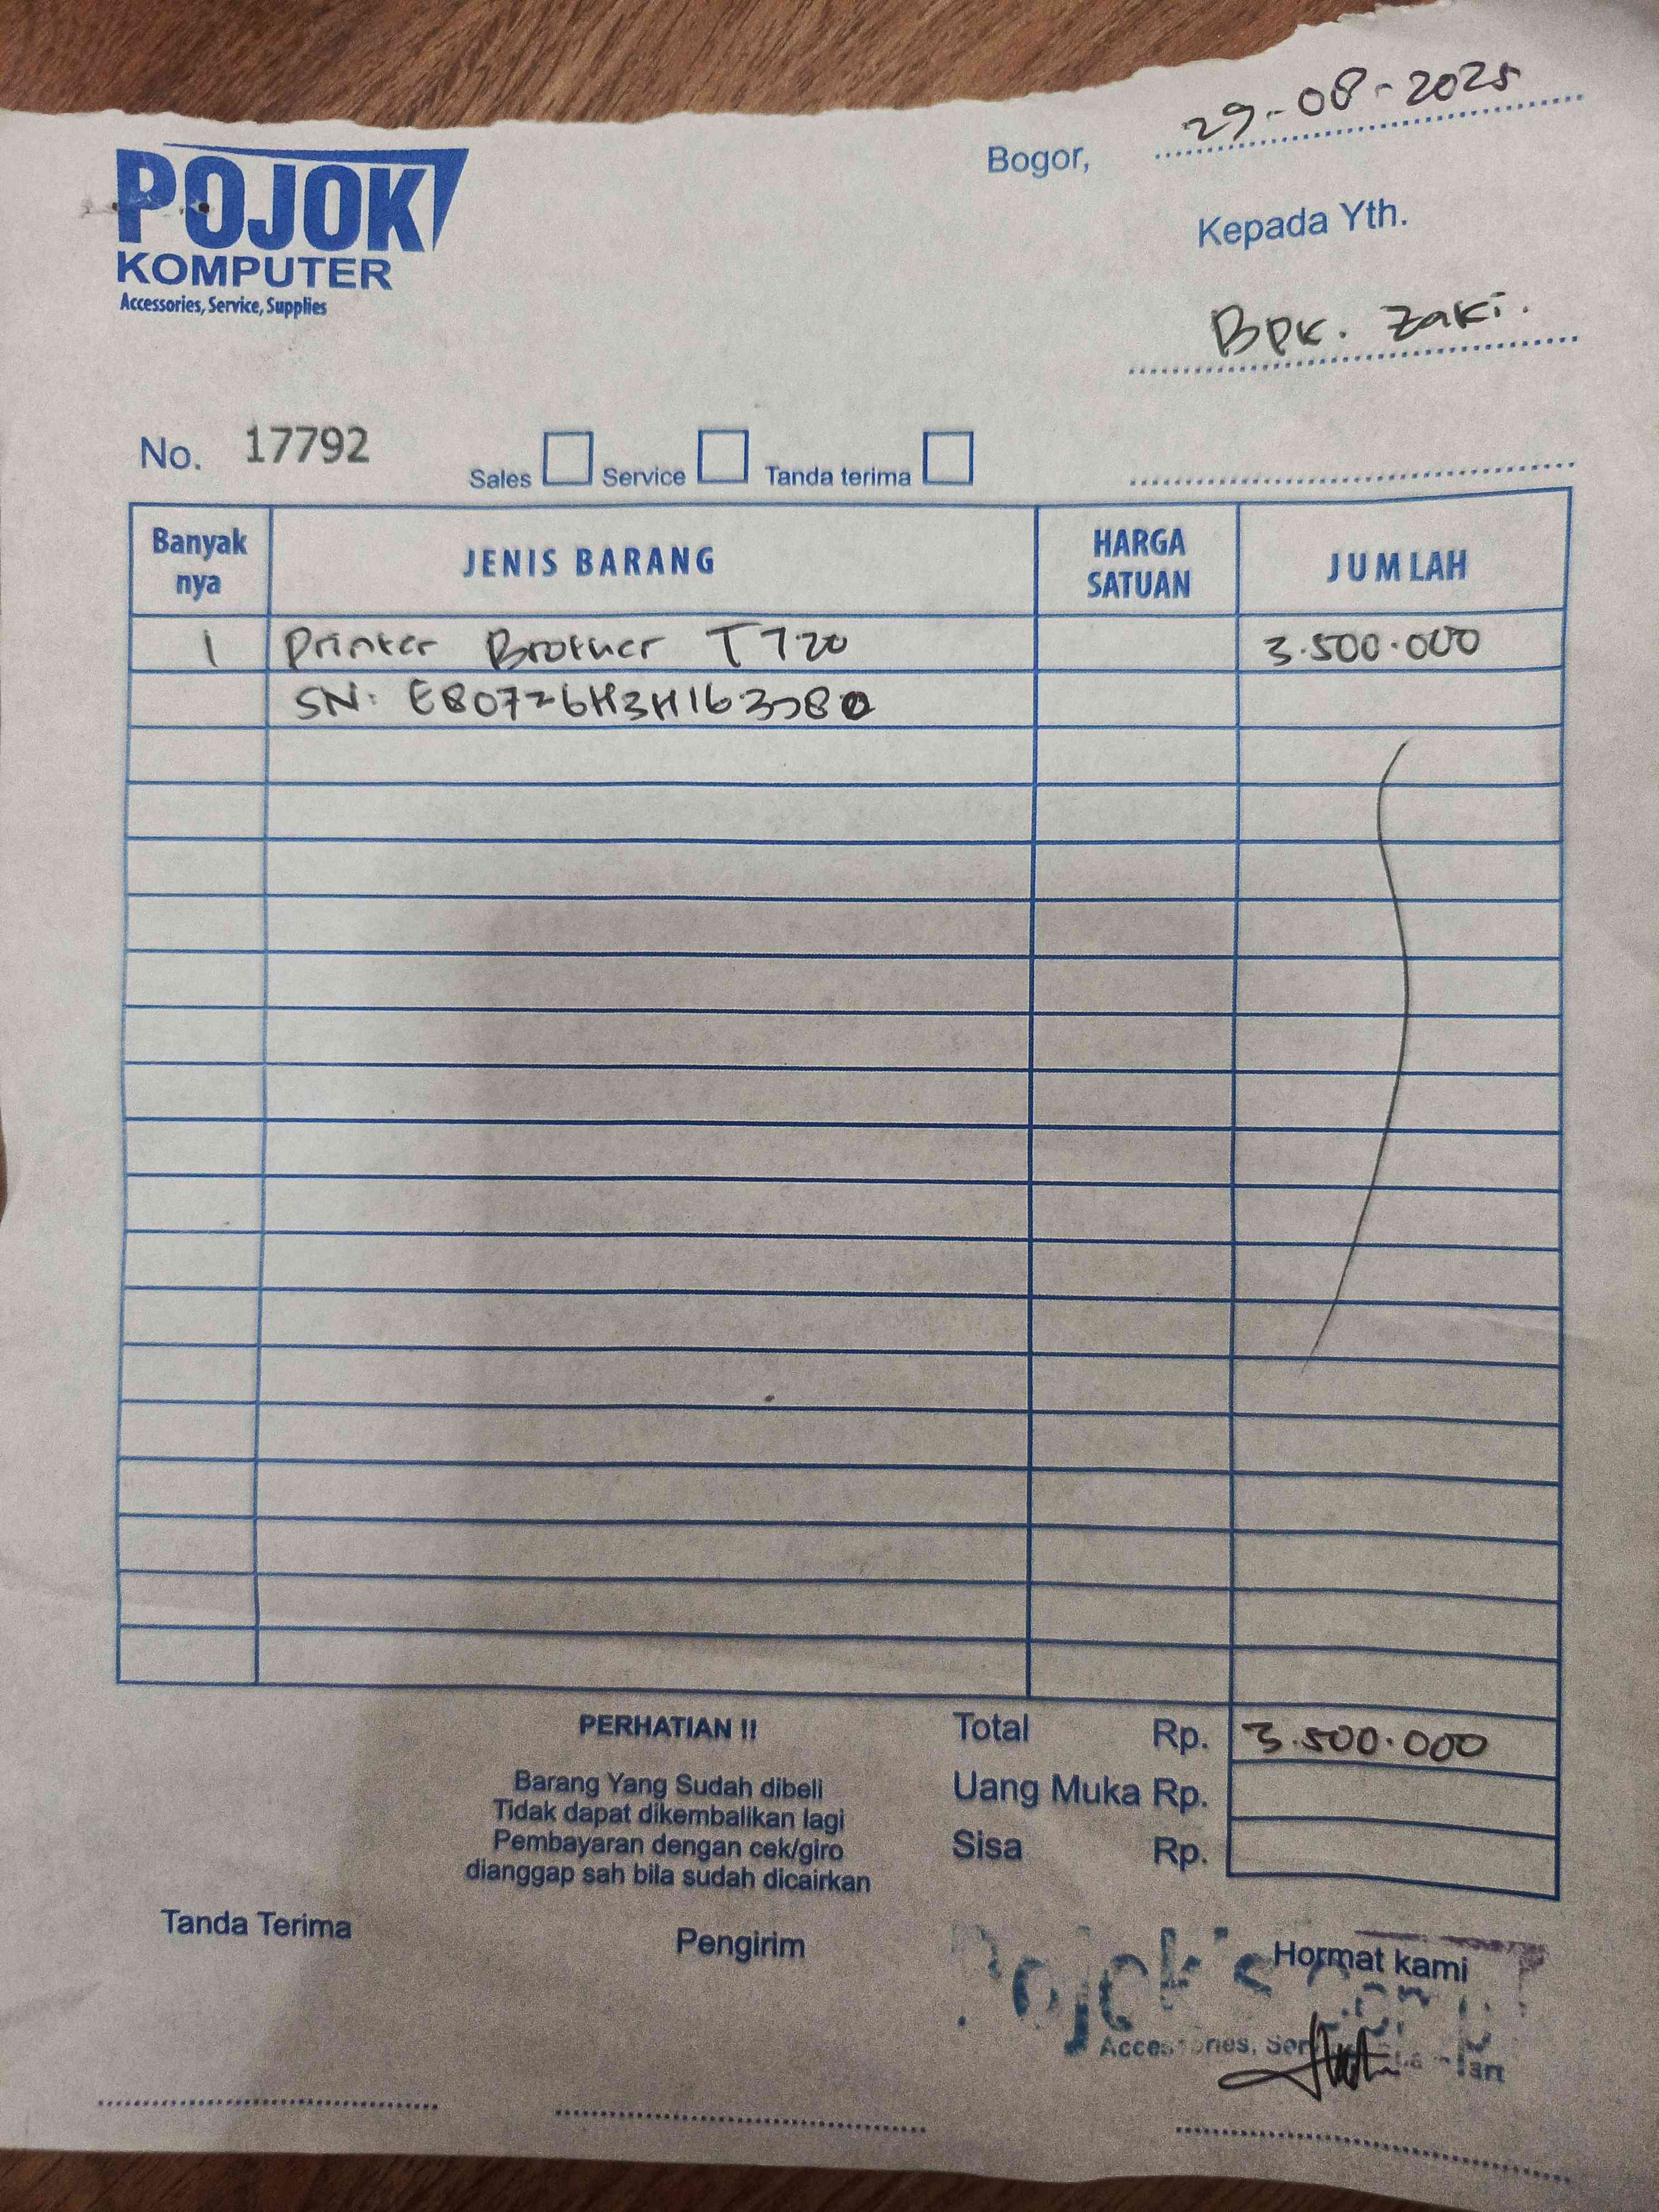 POJOK
KOMPUTER
Accessories, Service, Supplies
Bogor, 29-08-2025
Kepada Yth.
Bpk. Zaki.
No. 17792
Sales Service Tanda terima
Banyak nya JENIS BARANG HARGA SATUAN JUMLAH
1 Printer Brother T720 3.500.000
SN:
PERHATIAN !!
Barang Yang Sudah dibeli
Tidak dapat dikembalikan lagi
Pembayaran dengan cek/giro
dianggap sah bila sudah dicairkan
Total Rp. 3.500.000
Uang Muka Rp.
Sisa Rp.
Tanda Terima
Pengirim
Hormat kami
Pojok's